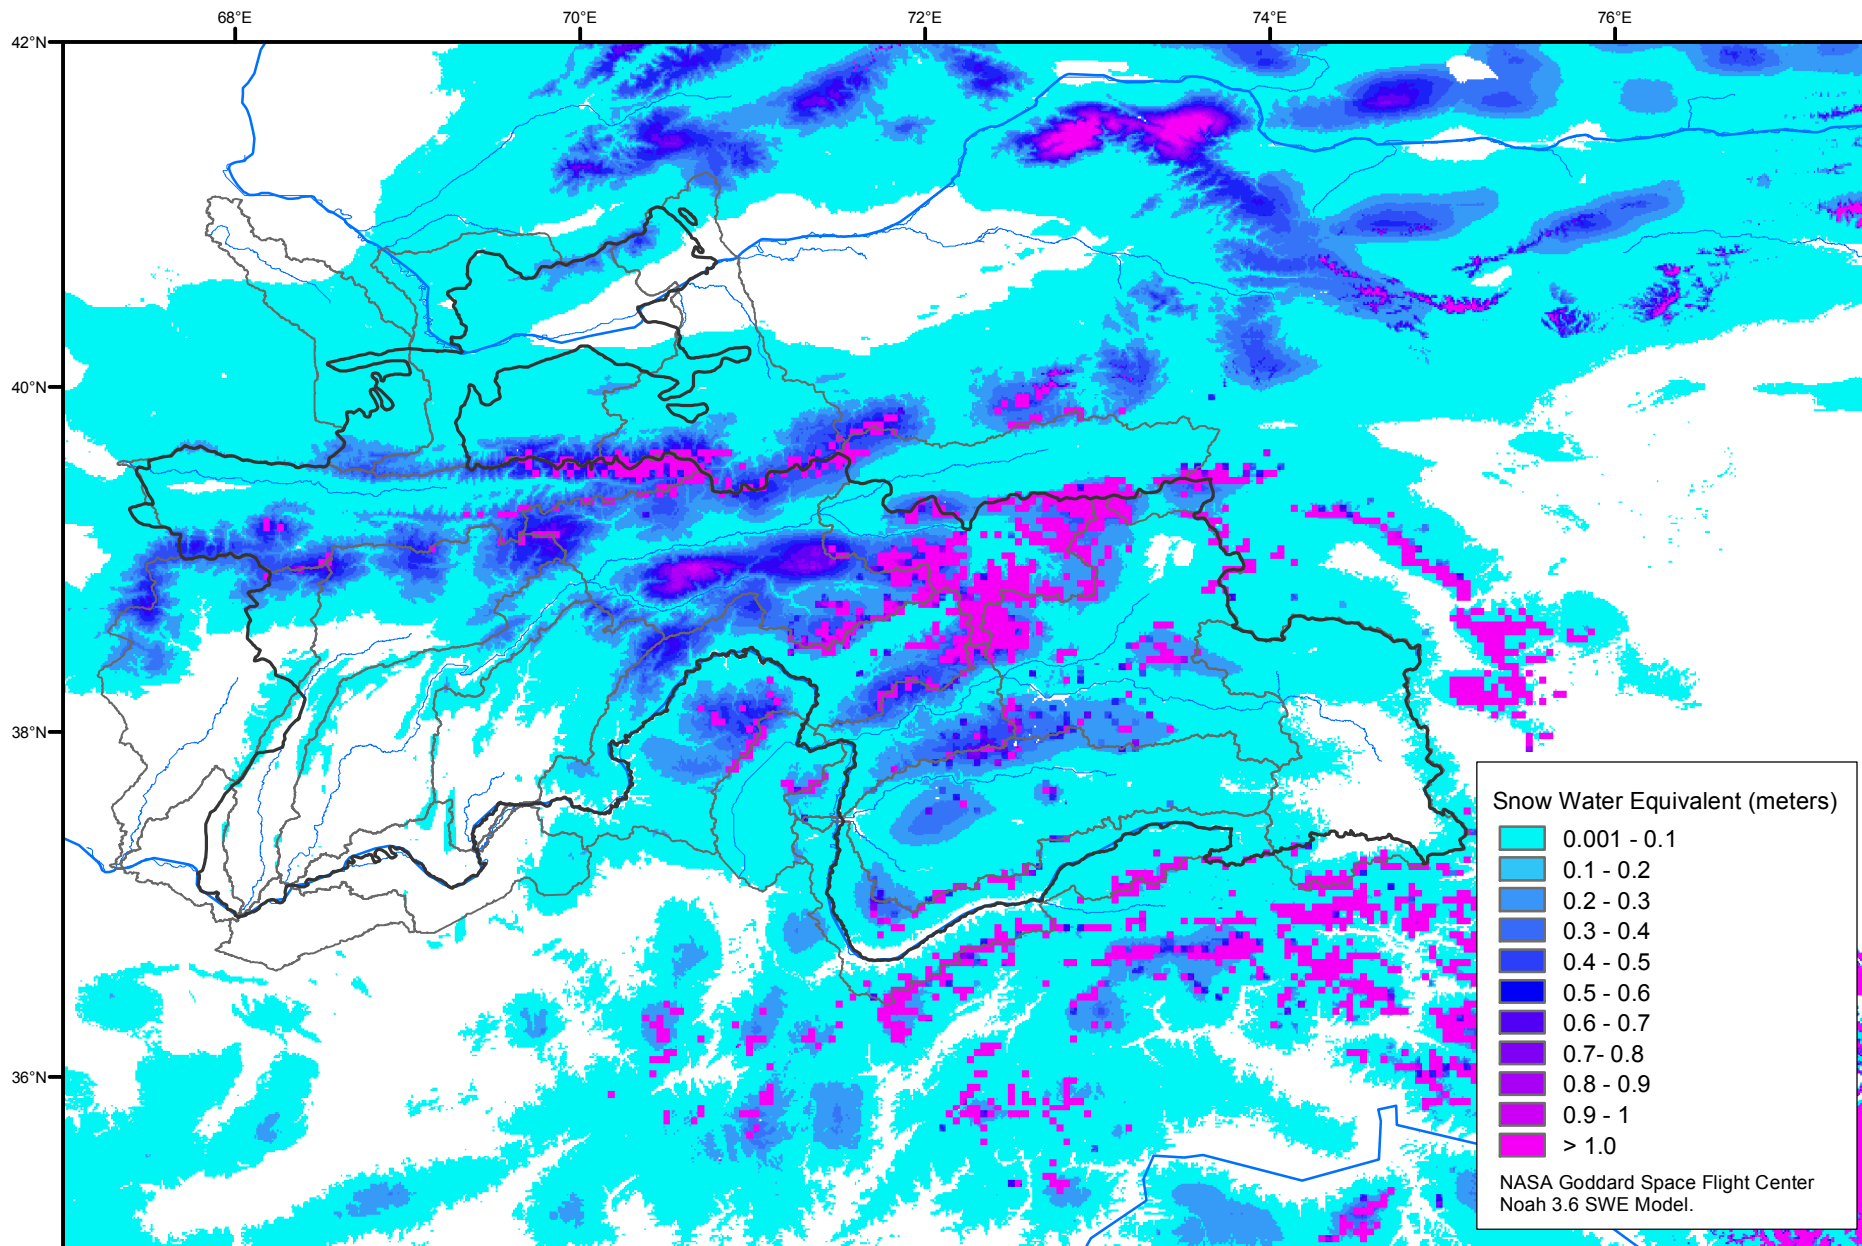 68°E 70°E 72°E 74°E 76°E
42°N
40°N
38°N
36°N
Snow Water Equivalent (meters)
0.001 - 0.1
0.1 - 0.2
0.2 - 0.3
0.3 - 0.4
0.4 - 0.5
0.5 - 0.6
0.6 - 0.7
0.7- 0.8
0.8 - 0.9
0.9 - 1
> 1.0
NASA Goddard Space Flight Center
Noah 3.6 SWE Model.